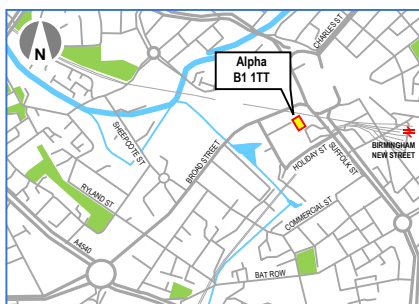 N
CHARLES ST
Alpha
B1 1TT
SHEEPCOTE ST
BROAD STREET
HOLIDAY ST
SUFFOLK ST
BIRMINGHAM
NEW STREET
RYLAND ST
COMMERCIAL ST
A4540
BAT ROW